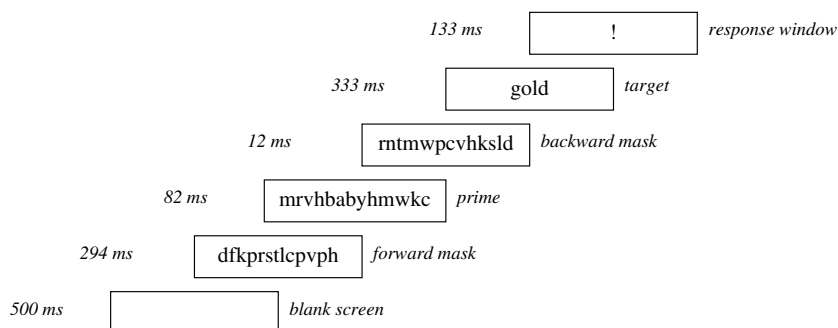 133 ms ! response window
333 ms gold target
12 ms rntmwpcvhksld backward mask
82 ms mrvhbabyhmwkc prime
294 ms dfkprstlcpvph forward mask
500 ms blank screen